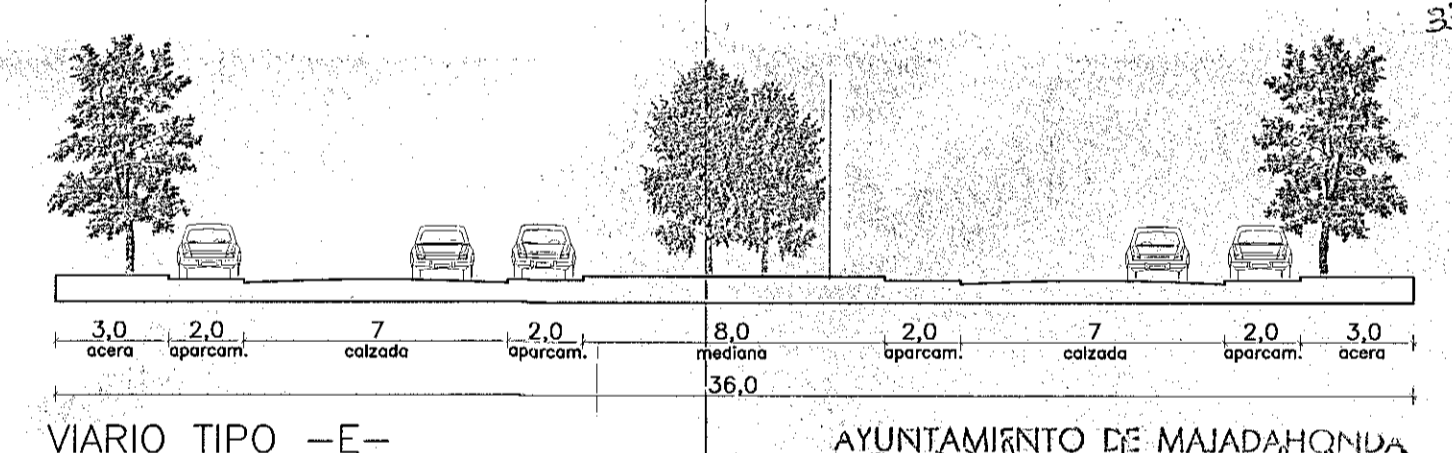 3,0 2,0 7 2,0 8,0 2,0 7 2,0 3,0
acera aparcam. calzada aparcam. mediana aparcam. calzada aparcam. acera
36,0
VIARIO TIPO -E-
AYUNTAMIENTO DE MAJADAHONDA